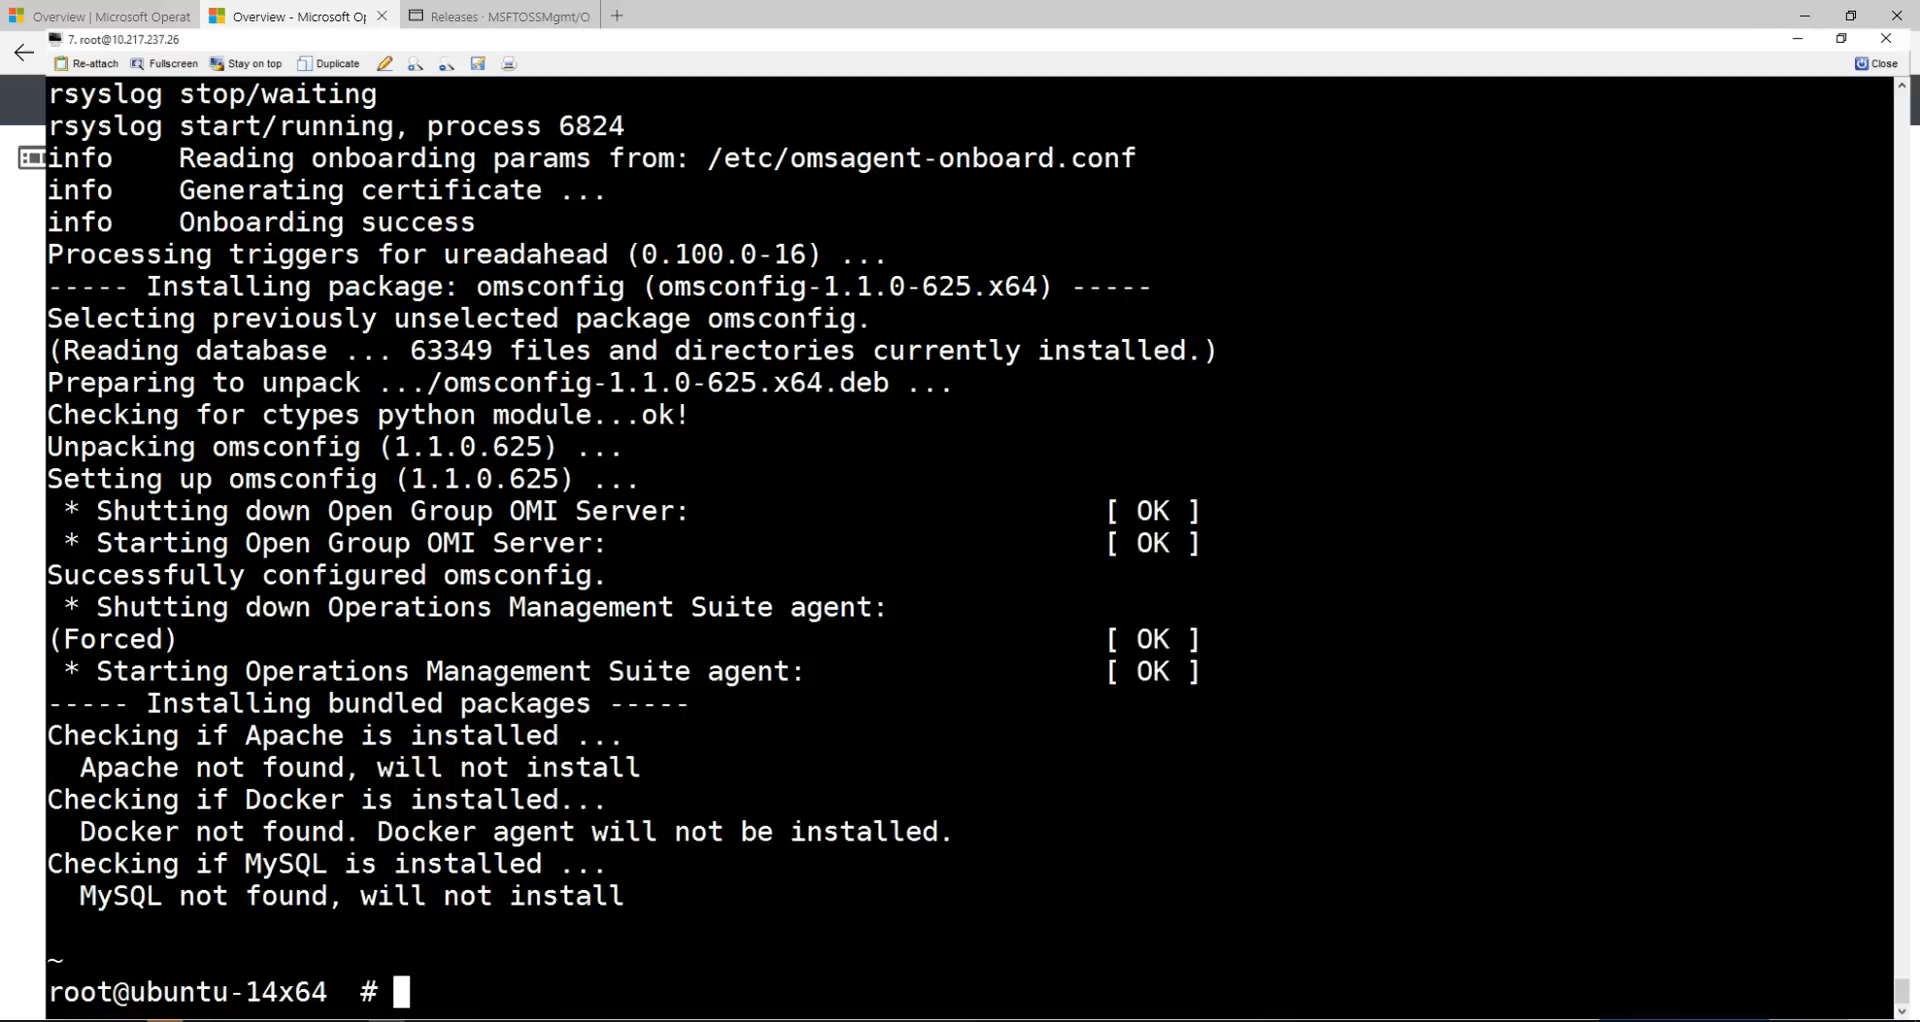 Overview | Microsoft Operat
Overview - Microsoft Op
Releases · MSFTOSSMgmt/O
7. root@10.217.237.26
Re-attach Fullscreen Stay on top Duplicate Close
rsyslog stop/waiting
rsyslog start/running, process 6824
info    Reading onboarding params from: /etc/omsagent-onboard.conf
info    Generating certificate ...
info    Onboarding success
Processing triggers for ureadahead (0.100.0-16) ...
----- Installing package: omsconfig (omsconfig-1.1.0-625.x64) -----
Selecting previously unselected package omsconfig.
(Reading database ... 63349 files and directories currently installed.)
Preparing to unpack .../omsconfig-1.1.0-625.x64.deb ...
Checking for ctypes python module...ok!
Unpacking omsconfig (1.1.0.625) ...
Setting up omsconfig (1.1.0.625) ...
 * Shutting down Open Group OMI Server: [ OK ]
 * Starting Open Group OMI Server: [ OK ]
Successfully configured omsconfig.
 * Shutting down Operations Management Suite agent:
(Forced) [ OK ]
 * Starting Operations Management Suite agent: [ OK ]
----- Installing bundled packages -----
Checking if Apache is installed ...
  Apache not found, will not install
Checking if Docker is installed...
  Docker not found. Docker agent will not be installed.
Checking if MySQL is installed ...
  MySQL not found, will not install
~
root@ubuntu-14x64  #